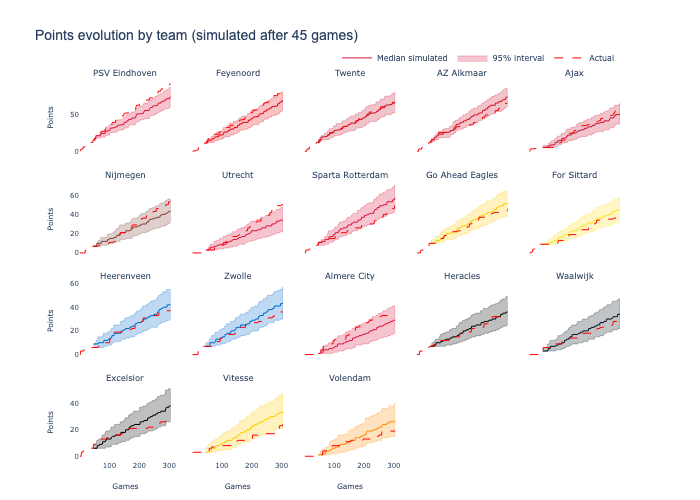 Points evolution by team (simulated after 45 games)
Median simulated 95% interval Actual
PSV Eindhoven Feyenoord Twente AZ Alkmaar Ajax
Points
50
0
Nijmegen Utrecht Sparta Rotterdam Go Ahead Eagles For Sittard
Points
60
40
20
0
Heerenveen Zwolle Almere City Heracles Waalwijk
Points
60
40
20
0
Excelsior Vitesse Volendam
Points
40
20
0
100 200 300 100 200 300 100 200 300
Games Games Games